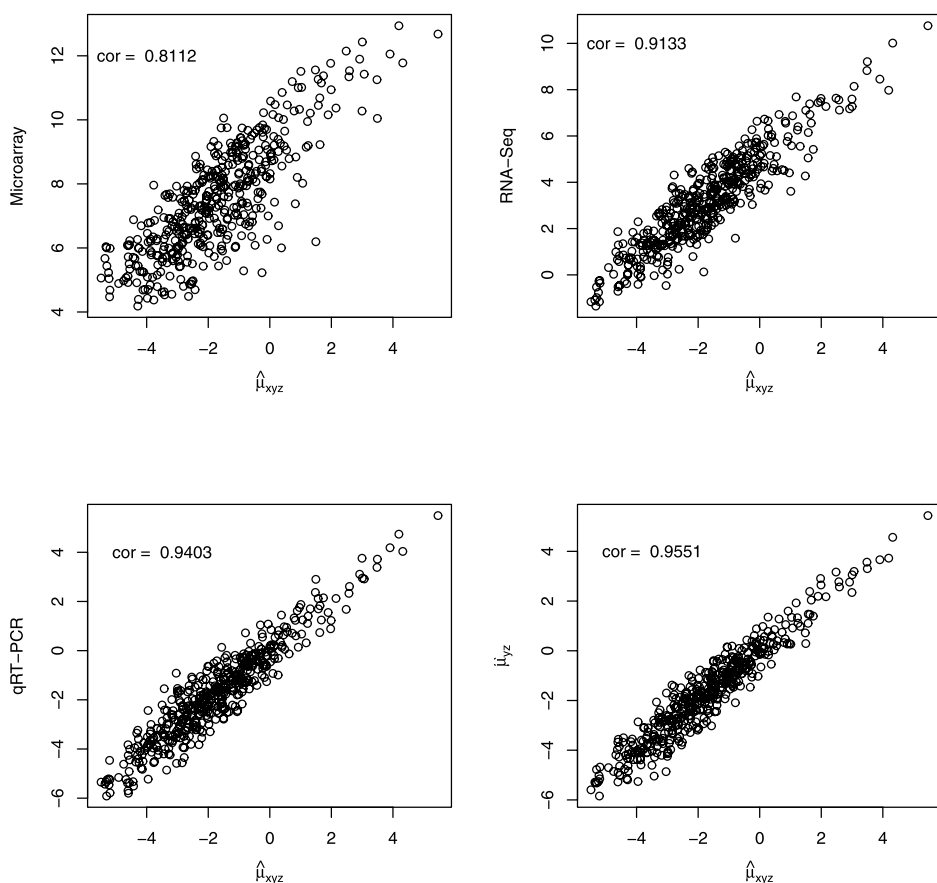 cor = 0.8112
Microarray
12
10
8
6
4
−4 −2 0 2 4
μ̂xyz
cor = 0.9133
RNA−Seq
10
8
6
4
2
0
−4 −2 0 2 4
μ̂xyz
cor = 0.9403
qRT−PCR
4
2
0
−2
−4
−6
−4 −2 0 2 4
μ̂xyz
cor = 0.9551
μ̈yz
4
2
0
−2
−4
−6
−4 −2 0 2 4
μ̂xyz